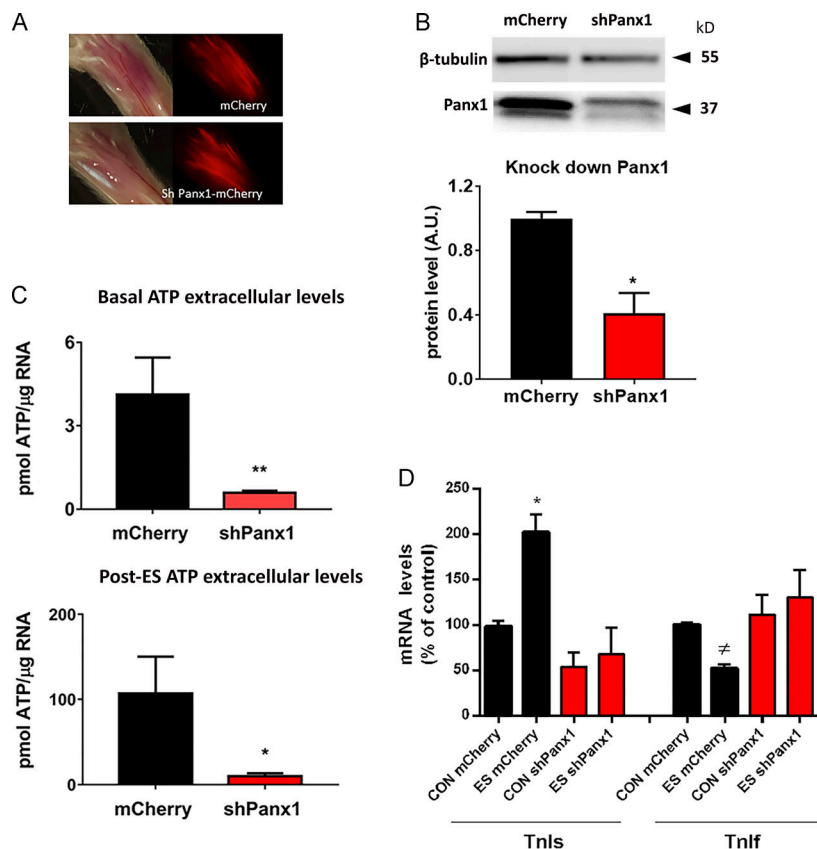 A
mCherry
Sh Panx1-mCherry
B
mCherry shPanx1 kD
β-tubulin 55
Panx1 37
Knock down Panx1
protein level (A.U.)
1.2
0.8
0.4
0.0
*
mCherry shPanx1
C
Basal ATP extracellular levels
pmol ATP/μg RNA
6
3
0
**
mCherry shPanx1
Post-ES ATP extracellular levels
pmol ATP/μg RNA
200
100
0
*
mCherry shPanx1
D
mRNA levels
(% of control)
250
200
150
100
50
0
*
≠
CON mCherry
ES mCherry
CON shPanx1
ES shPanx1
CON mCherry
ES mCherry
CON shPanx1
ES shPanx1
TnIs TnIf